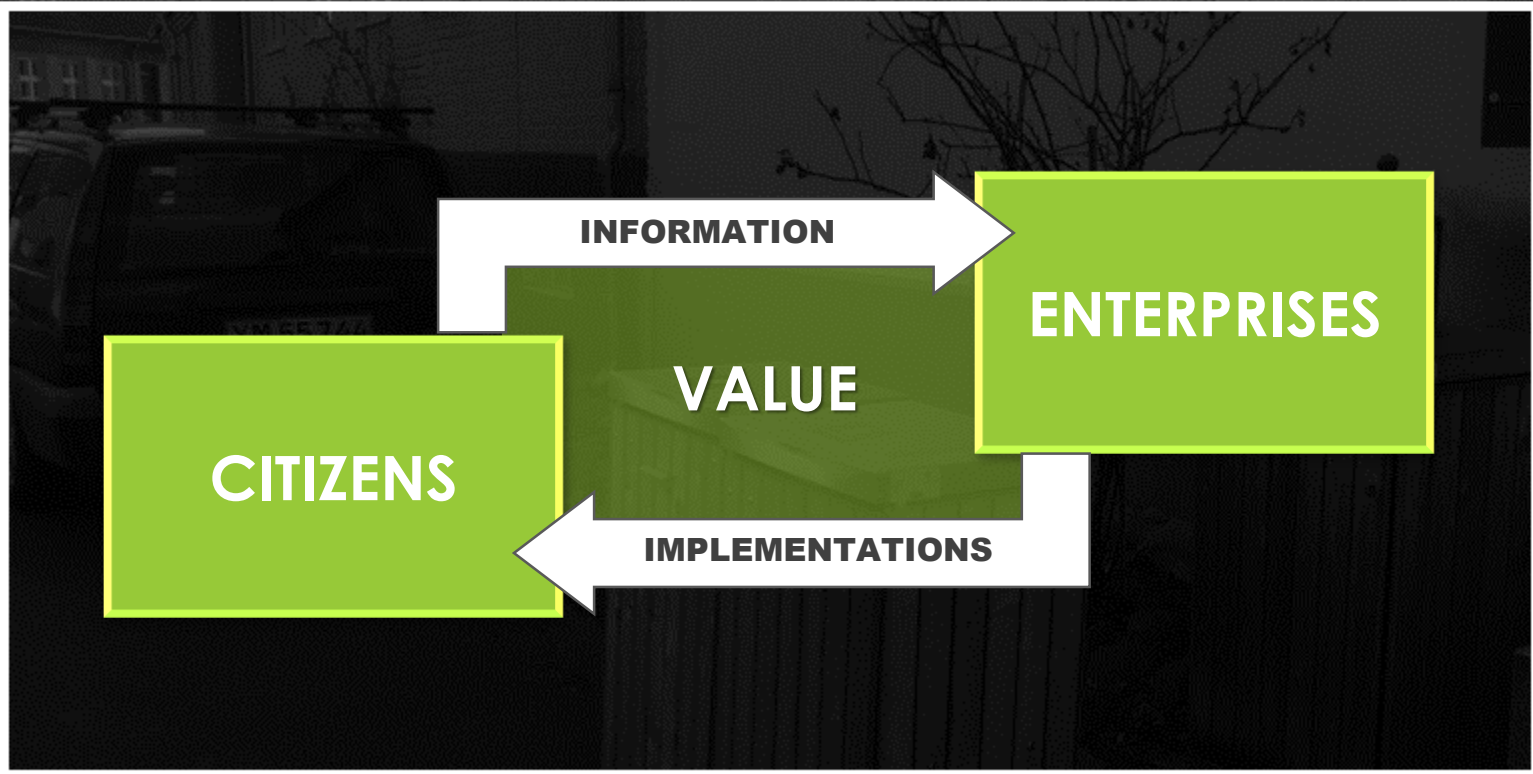 INFORMATION
ENTERPRISES
VALUE
CITIZENS
IMPLEMENTATIONS